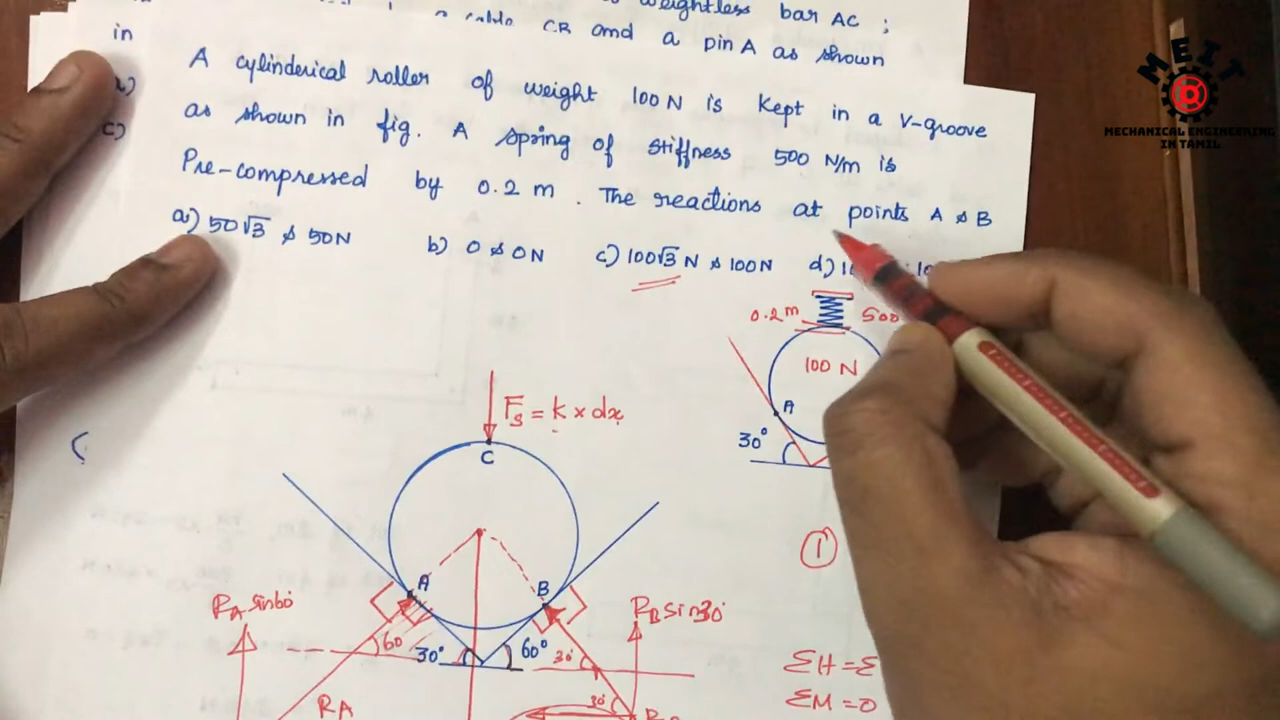 weightless bar AC ;
CB and a pin A as shown
in
A cylinderical roller of weight 100 N is kept in a V-groove
as shown in fig. A spring of stiffness 500 N/m is
Pre-compressed by 0.2 m . The reactions at points A & B
a) 50√3 & 50N b) 0 & 0N c) 100√3 N & 100N d)
c)
0.2 m 500
100 N
A
30°
Fs = k × dx
C
A B
RA sin60 RB sin30
60 30° 60° 30
30
RA
1
ΣH =
ΣM = 0
MEIT
MECHANICAL ENGINEERING
IN TAMIL